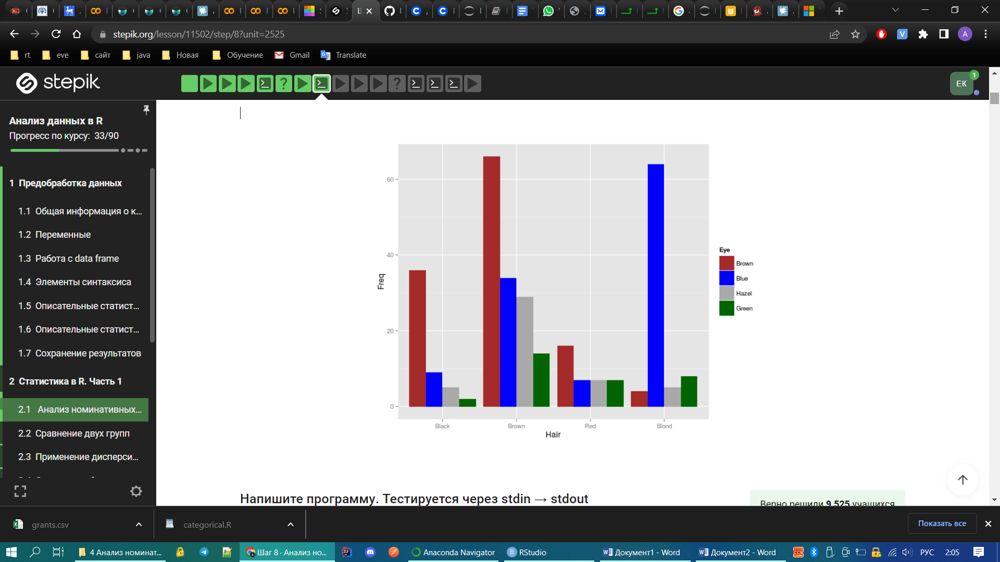 stepik.org/lesson/11502/step/8?unit=2525
A
rt
eve
сайт
java
Новая
Обучение
Gmail
Translate
stepik
EK
1
Анализ данных в R
Прогресс по курсу: 33/90
1 Предобработка данных
1.1 Общая информация о к...
1.2 Переменные
1.3 Работа с data frame
1.4 Элементы синтаксиса
1.5 Описательные статист...
1.6 Описательные статист...
1.7 Сохранение результатов
2 Статистика в R. Часть 1
2.1 Анализ номинативных...
2.2 Сравнение двух групп
2.3 Применение дисперси...
60
40
20
0
Freq
Black
Brown
Red
Blond
Hair
Eye
Brown
Blue
Hazel
Green
Напишите программу. Тестируется через stdin → stdout
Верно решили 9 525 учащихся
grants.csv
categorical.R
Показать все
4 Анализ номинат...
Шаг 8 · Анализ но...
Anaconda Navigator
RStudio
Документ1 - Word
Документ2 - Word
РУС
2:05